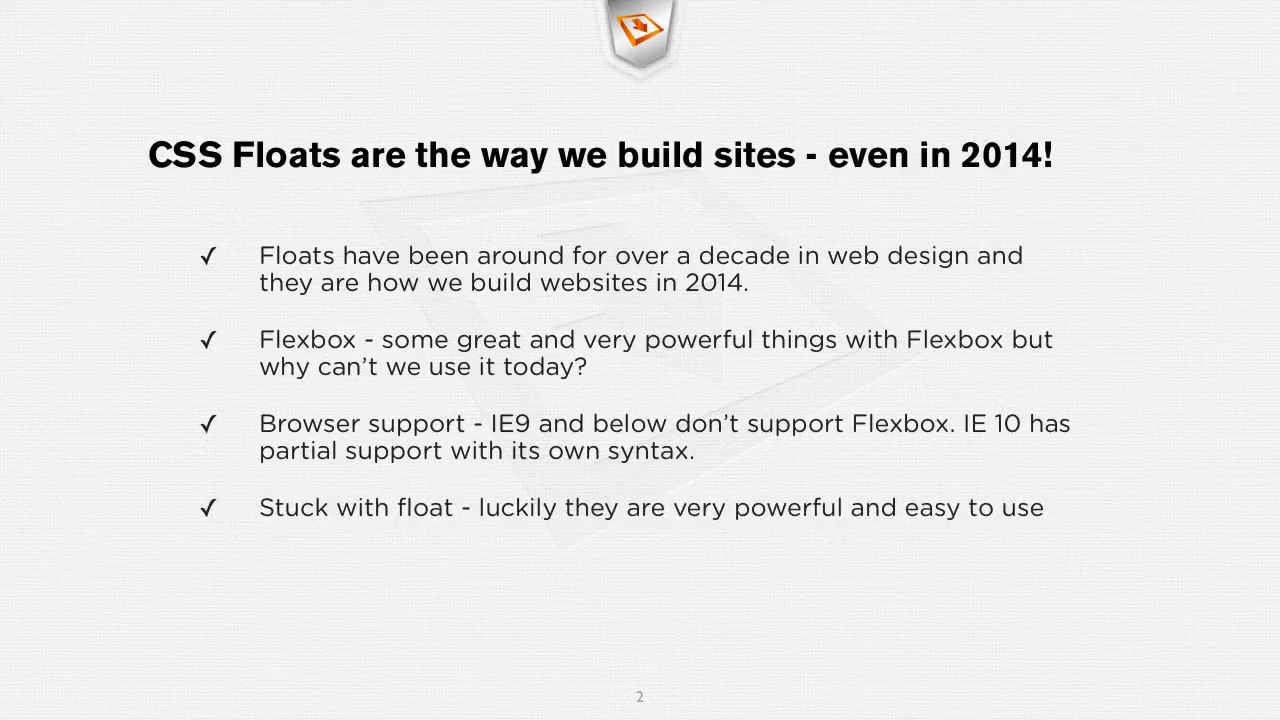 CSS Floats are the way we build sites - even in 2014!
✓ Floats have been around for over a decade in web design and
they are how we build websites in 2014.
✓ Flexbox - some great and very powerful things with Flexbox but
why can’t we use it today?
✓ Browser support - IE9 and below don’t support Flexbox. IE 10 has
partial support with its own syntax.
✓ Stuck with float - luckily they are very powerful and easy to use
2